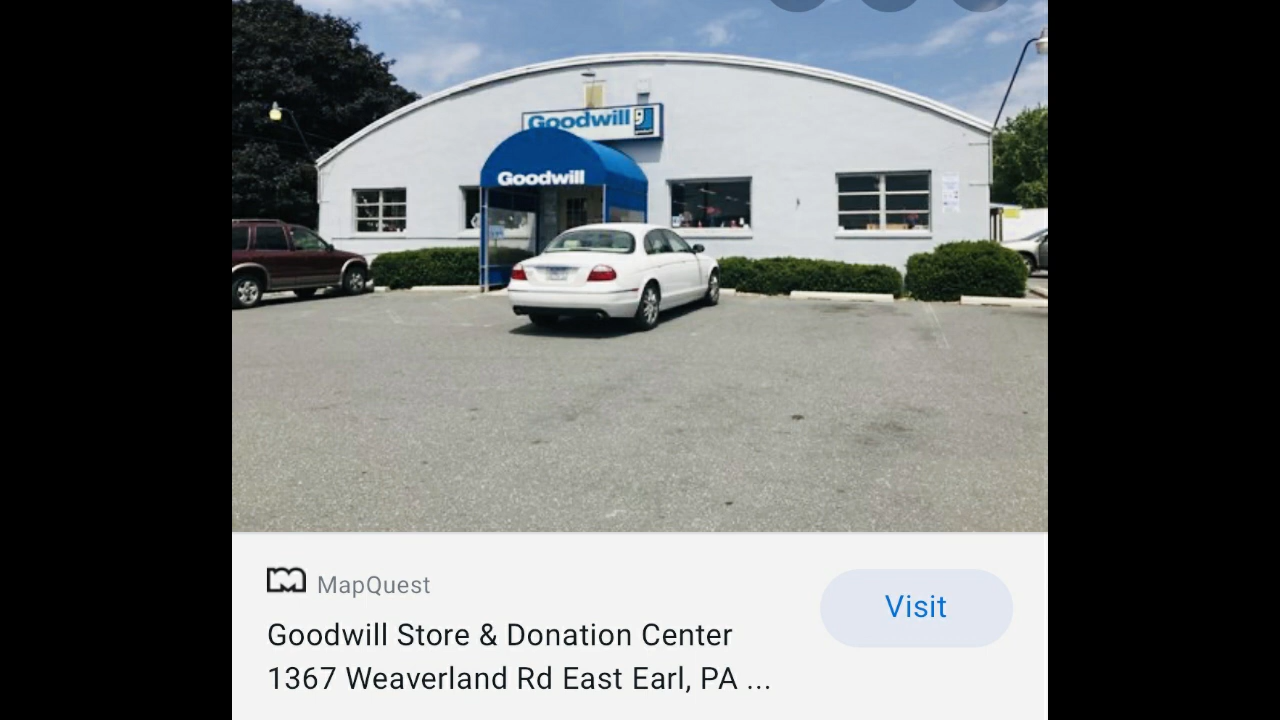 Goodwill
Goodwill
MapQuest
Visit
Goodwill Store & Donation Center
1367 Weaverland Rd East Earl, PA ...